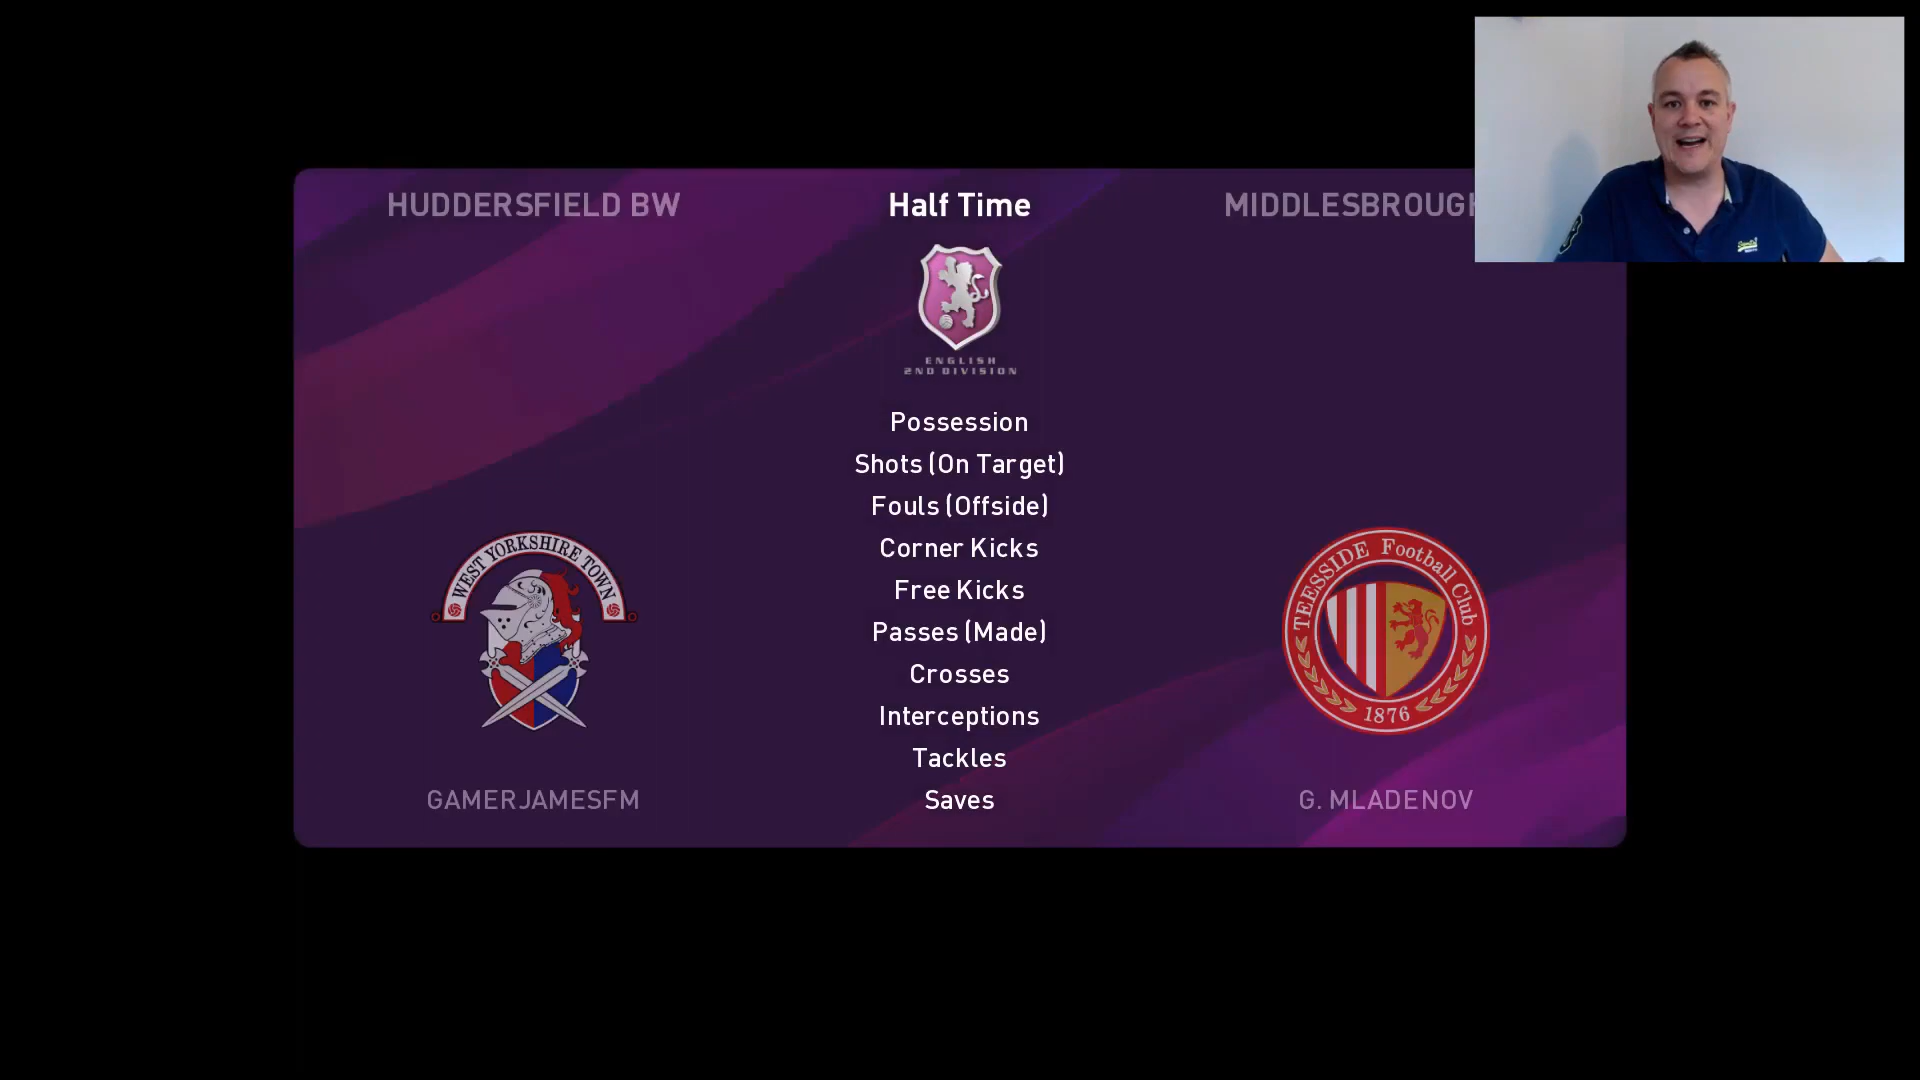 HUDDERSFIELD BW
Half Time
MIDDLESBROUGH
ENGLISH
2ND DIVISION
Possession
Shots (On Target)
Fouls (Offside)
Corner Kicks
Free Kicks
Passes (Made)
Crosses
Interceptions
Tackles
Saves
WEST YORKSHIRE TOWN
TEESSIDE Football Club
1876
GAMERJAMESFM
G. MLADENOV